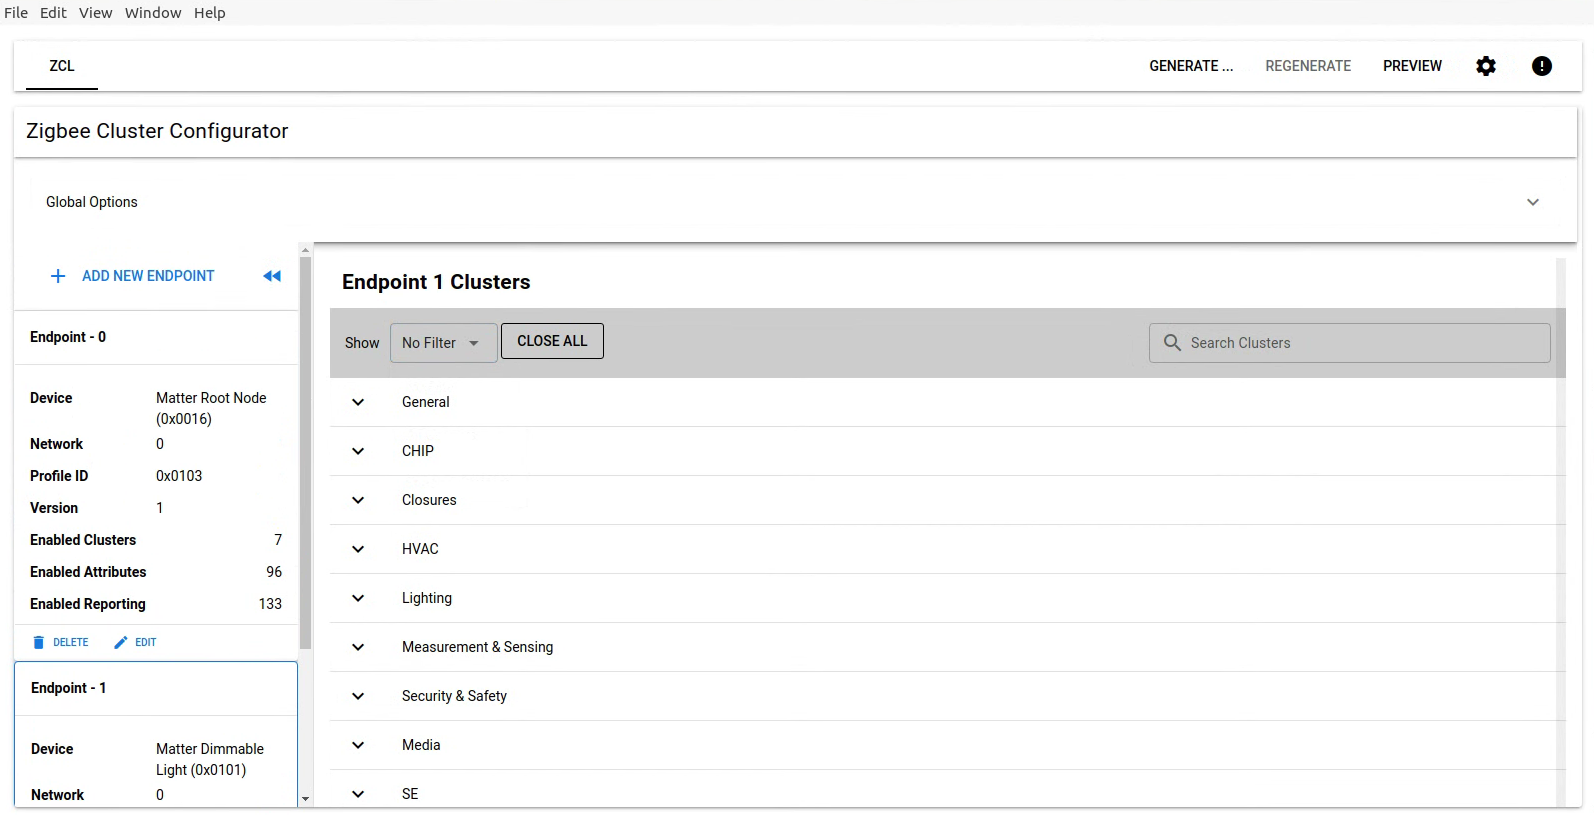 File Edit View Window Help
ZCL GENERATE ... REGENERATE PREVIEW
Zigbee Cluster Configurator
Global Options
ADD NEW ENDPOINT
Endpoint - 0
Device Matter Root Node
(0x0016)
Network 0
Profile ID 0x0103
Version 1
Enabled Clusters 7
Enabled Attributes 96
Enabled Reporting 133
DELETE EDIT
Endpoint - 1
Device Matter Dimmable
Light (0x0101)
Network 0
Endpoint 1 Clusters
Show No Filter CLOSE ALL Search Clusters
General
CHIP
Closures
HVAC
Lighting
Measurement & Sensing
Security & Safety
Media
SE